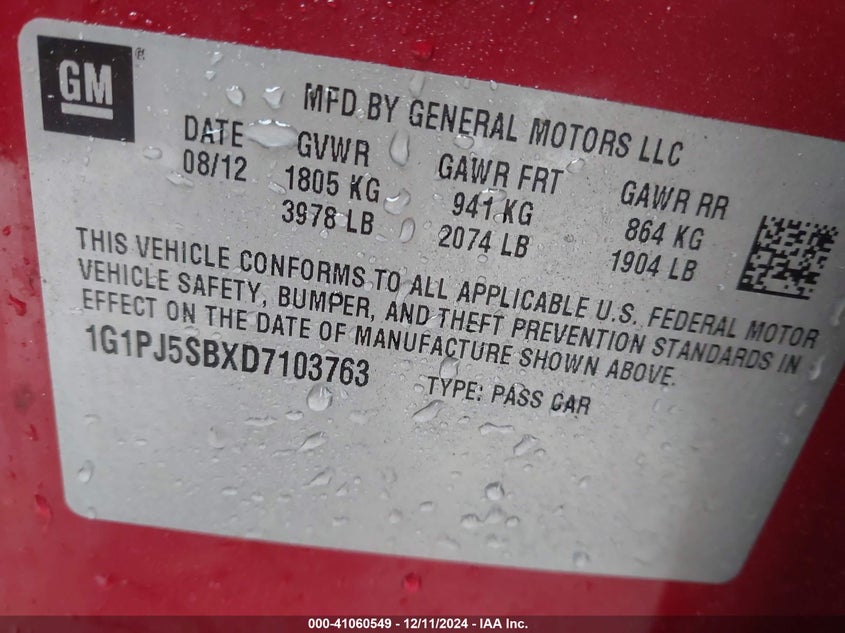 GM
®
MFD BY GENERAL MOTORS LLC
DATE GVWR GAWR FRT GAWR RR
08/12 1805 KG 941 KG 864 KG
3978 LB 2074 LB 1904 LB
THIS VEHICLE CONFORMS TO ALL APPLICABLE U.S. FEDERAL MOTOR
VEHICLE SAFETY, BUMPER, AND THEFT PREVENTION STANDARDS IN
EFFECT ON THE DATE OF MANUFACTURE SHOWN ABOVE.
1G1PJ5SBXD7103763 TYPE: PASS CAR
000-41060549 - 12/11/2024 - IAA Inc.